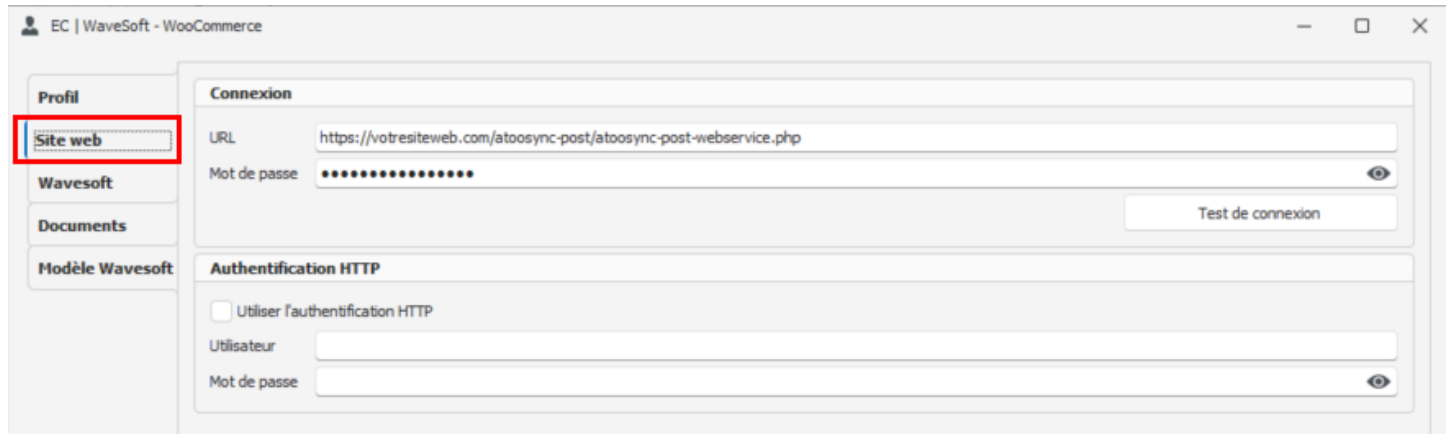 EC | WaveSoft - WooCommerce
Profil
Site web
Wavesoft
Documents
Modèle Wavesoft
Connexion
URL https://votresiteweb.com/atoosync-post/atoosync-post-webservice.php
Mot de passe ••••••••••••••••
Test de connexion
Authentification HTTP
Utiliser l'authentification HTTP
Utilisateur
Mot de passe